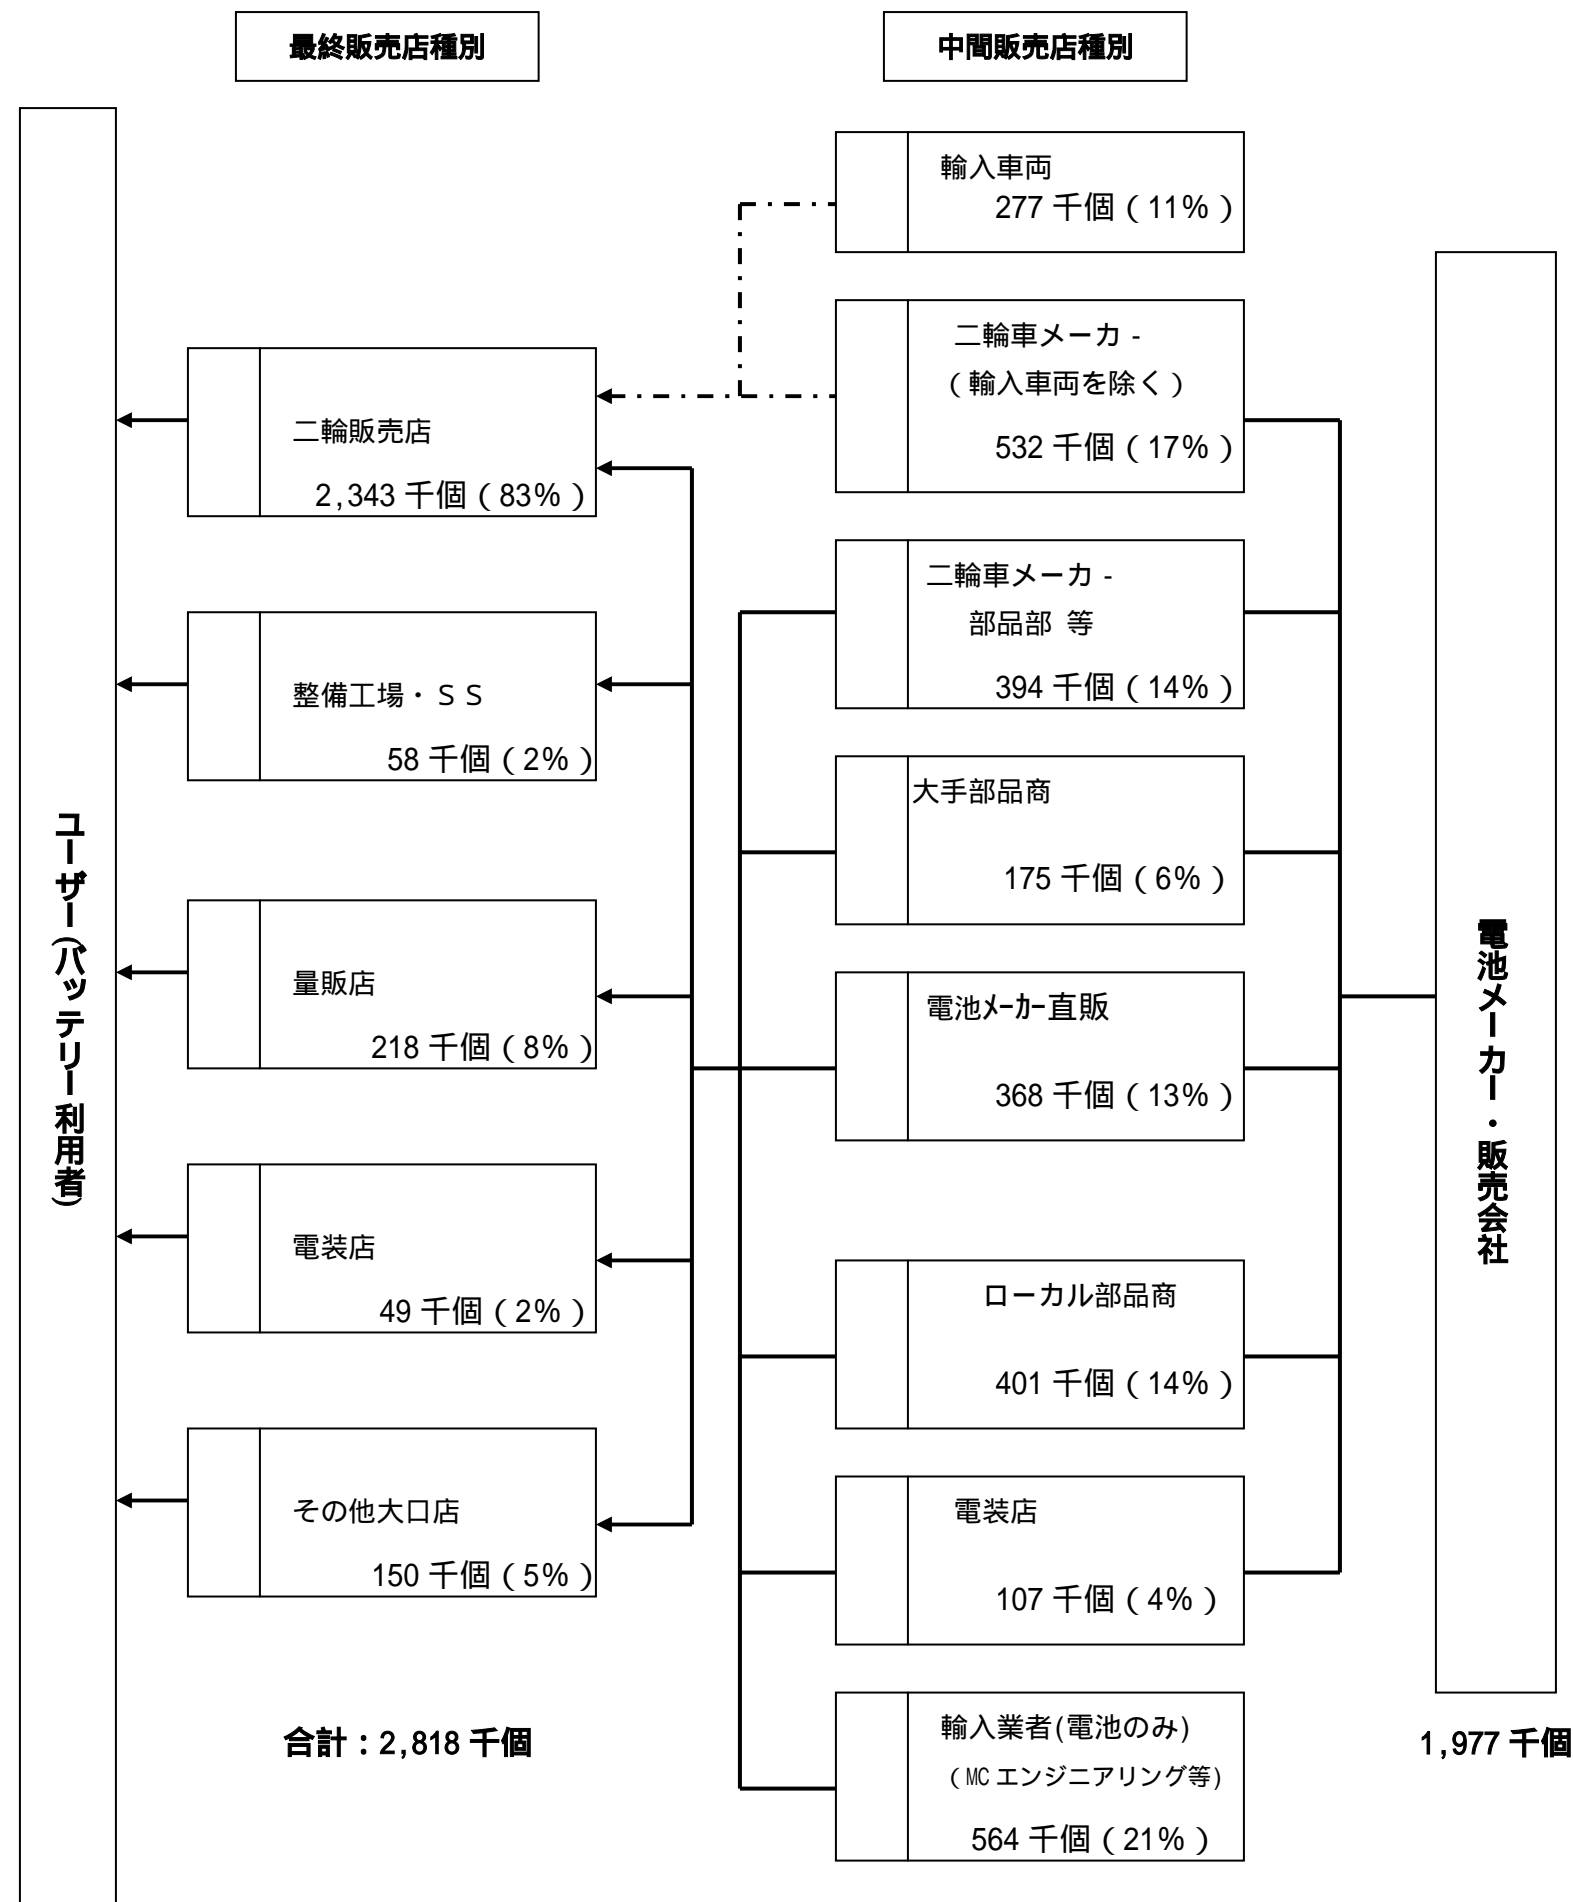 最終販売店種別
中間販売店種別
ユーザー(バッテリー利用者)
二輪販売店
2,343 千個(83%)
整備工場・SS
58 千個(2%)
量販店
218 千個(8%)
電装店
49 千個(2%)
その他大口店
150 千個(5%)
合計:2,818 千個
輸入車両
277 千個(11%)
二輪車メーカ-
(輸入車両を除く)
532 千個(17%)
二輪車メーカ-
部品部 等
394 千個(14%)
大手部品商
175 千個(6%)
電池メーカー直販
368 千個(13%)
ローカル部品商
401 千個(14%)
電装店
107 千個(4%)
輸入業者(電池のみ)
(MCエンジニアリング等)
564 千個(21%)
電池メーカー・販売会社
1,977 千個